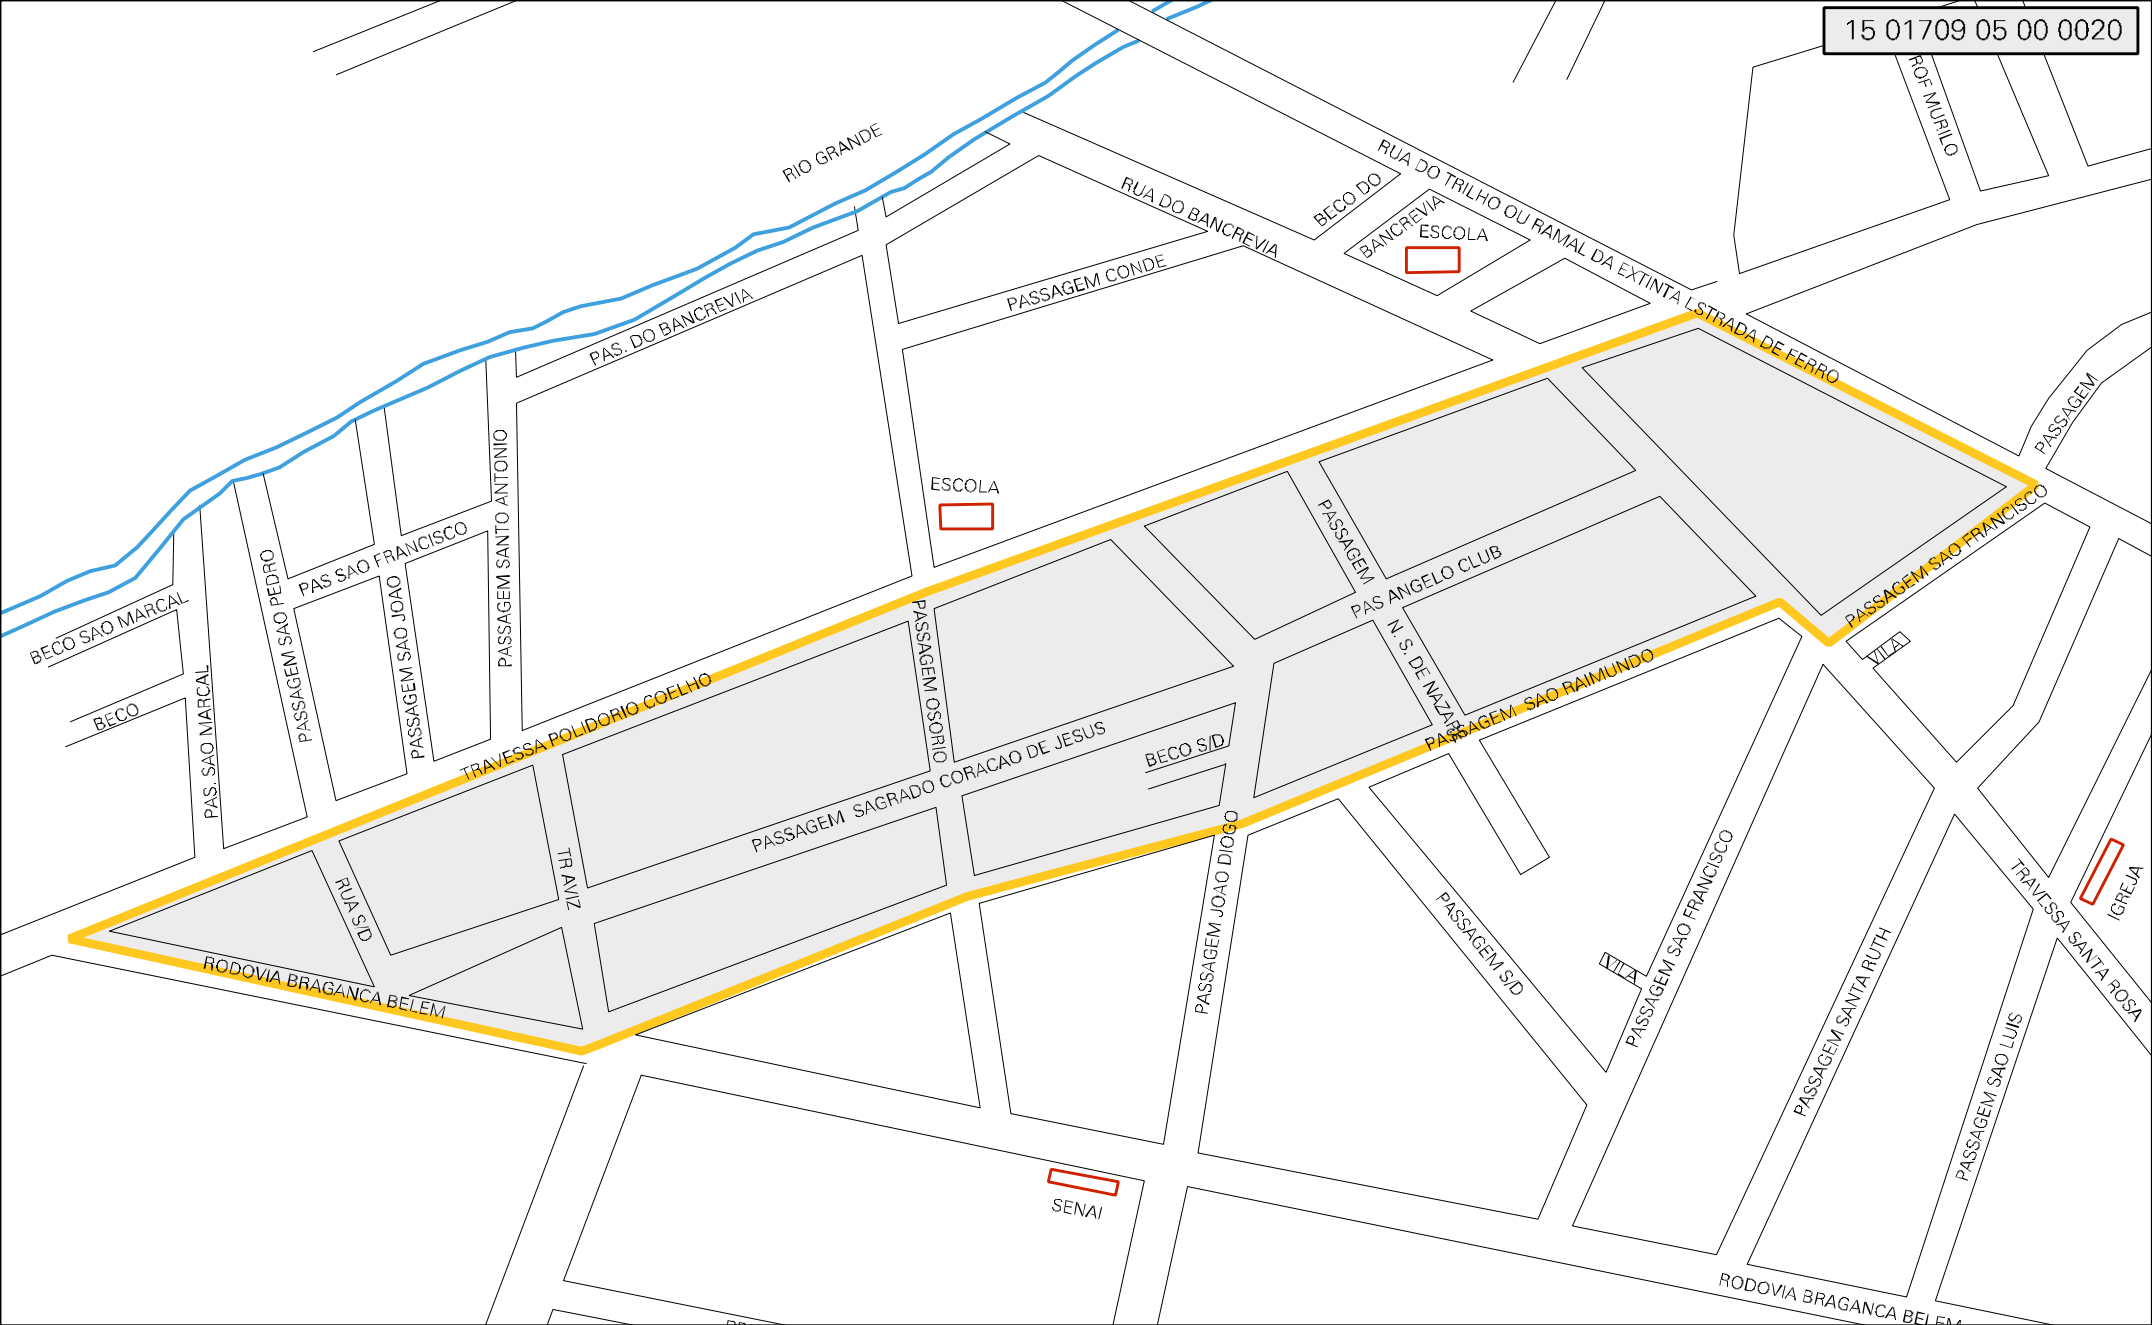 15 01709 05 00 0020
ROF MURILO
RIO GRANDE
RUA DO TRILHO OU RAMAL DA EXTINTA ESTRADA DE FERRO
RUA DO BANCREVIA
BECO DO
BANCREVIA
ESCOLA
PASSAGEM CONDE
PAS. DO BANCREVIA
PASSAGEM
ESCOLA
PASSAGEM SANTO ANTONIO
PAS SAO FRANCISCO
PASSAGEM SAO PEDRO
PASSAGEM SAO JOAO
BECO SAO MARCAL
BECO
PAS. SAO MARCAL
PASSAGEM
N. S. DE NAZARE
PAS ANGELO CLUB
PASSAGEM SAO FRANCISCO
VILA
PASSAGEM SAO RAIMUNDO
TRAVESSA POLIDORIO COELHO
PASSAGEM OSORIO
PASSAGEM SAGRADO CORACAO DE JESUS
BECO S/D
TR AVIZ
RUA S/D
RODOVIA BRAGANCA BELEM
PASSAGEM JOAO DIOGO
PASSAGEM S/D
VILA
PASSAGEM SAO FRANCISCO
PASSAGEM SANTA RUTH
PASSAGEM SAO LUIS
TRAVESSA SANTA ROSA
IGREJA
SENAI
RODOVIA BRAGANCA BELEM